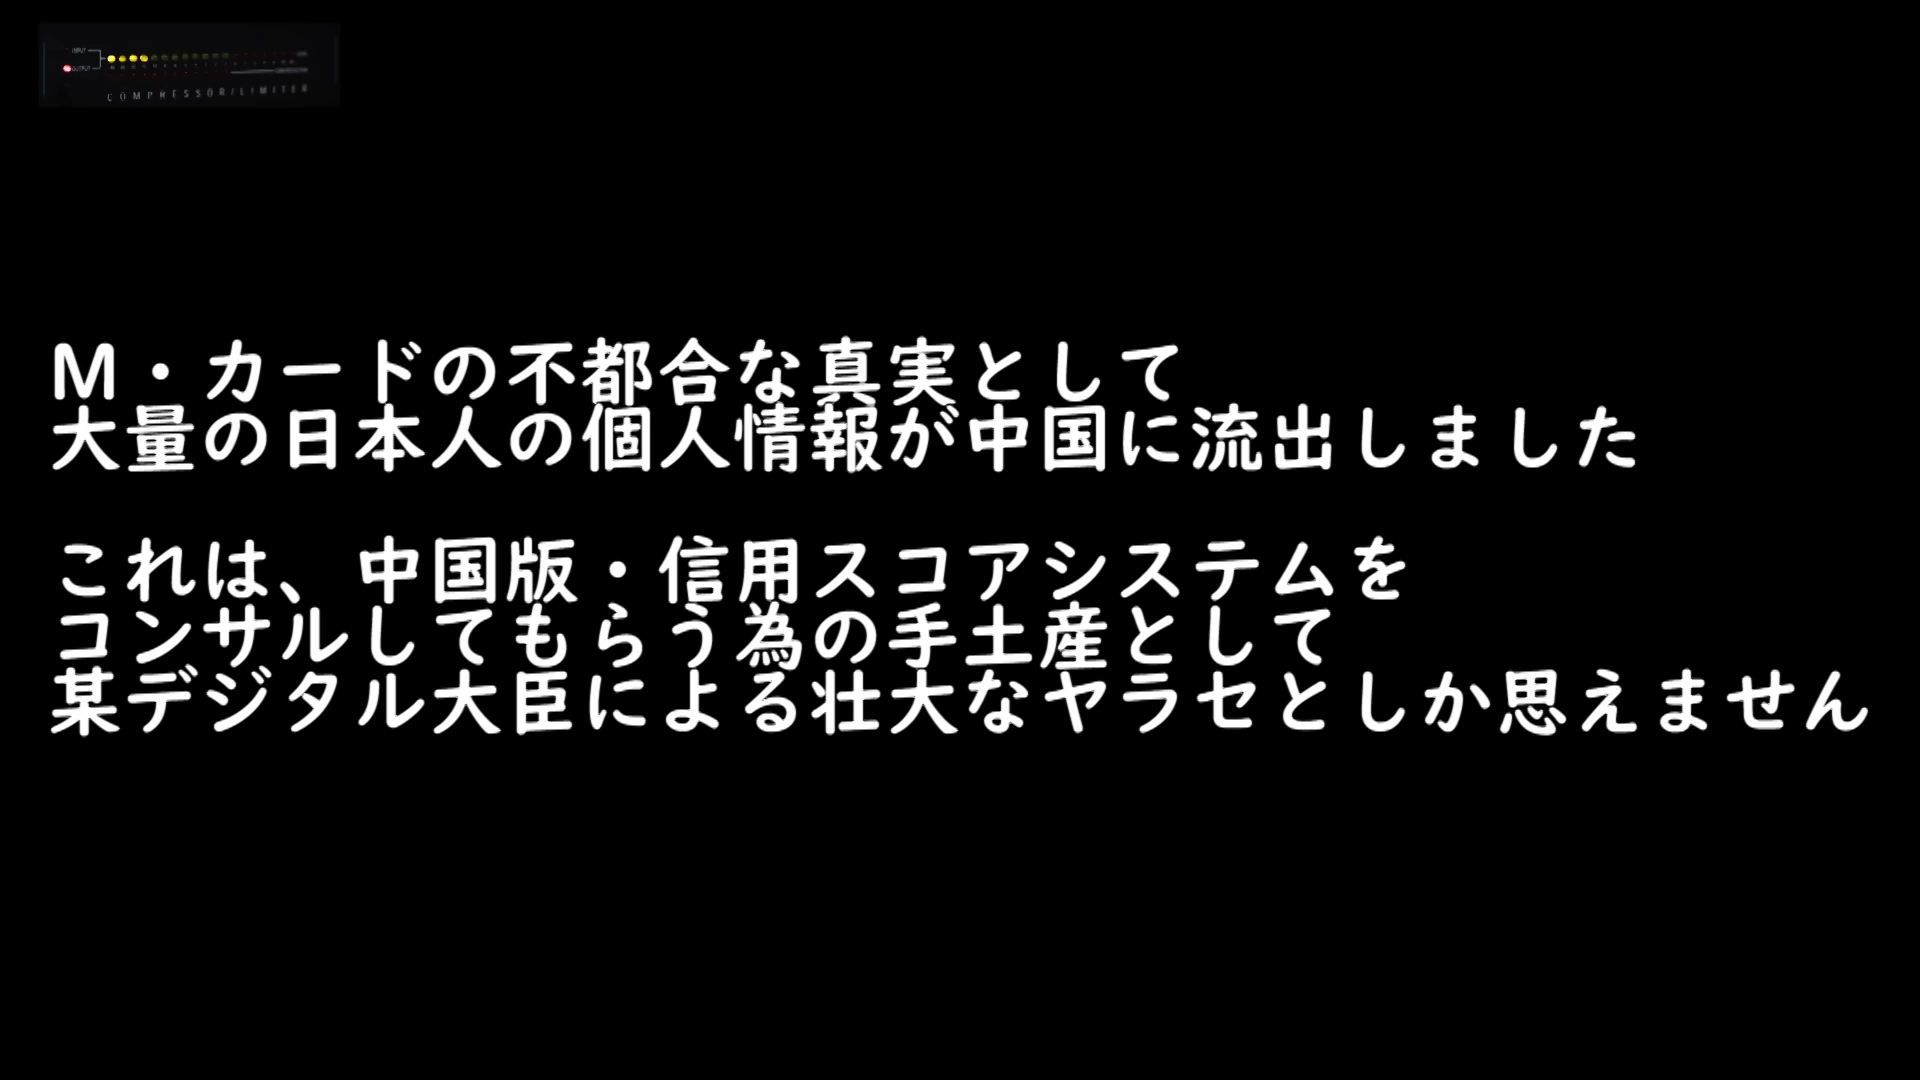 INPUT
OUTPUT
COMPRESSOR/LIMITER
M・カードの不都合な真実として
大量の日本人の個人情報が中国に流出しました
これは、中国版・信用スコアシステムを
コンサルしてもらう為の手土産として
某デジタル大臣による壮大なヤラセとしか思えません